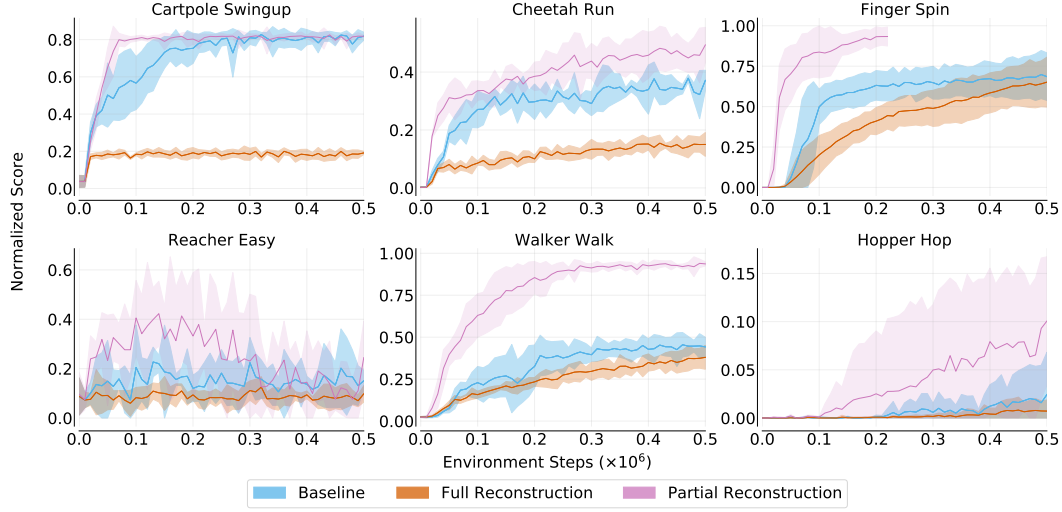 Cartpole Swingup
Cheetah Run
Finger Spin
Normalized Score
0.8
0.6
0.4
0.2
0.0
0.0 0.1 0.2 0.3 0.4 0.5
0.4
0.2
0.0
0.0 0.1 0.2 0.3 0.4 0.5
1.00
0.75
0.50
0.25
0.00
0.0 0.1 0.2 0.3 0.4 0.5
Reacher Easy
Walker Walk
Hopper Hop
0.6
0.4
0.2
0.0
0.0 0.1 0.2 0.3 0.4 0.5
1.00
0.75
0.50
0.25
0.00
0.0 0.1 0.2 0.3 0.4 0.5
0.15
0.10
0.05
0.00
0.0 0.1 0.2 0.3 0.4 0.5
Environment Steps (×10⁶)
Baseline Full Reconstruction Partial Reconstruction